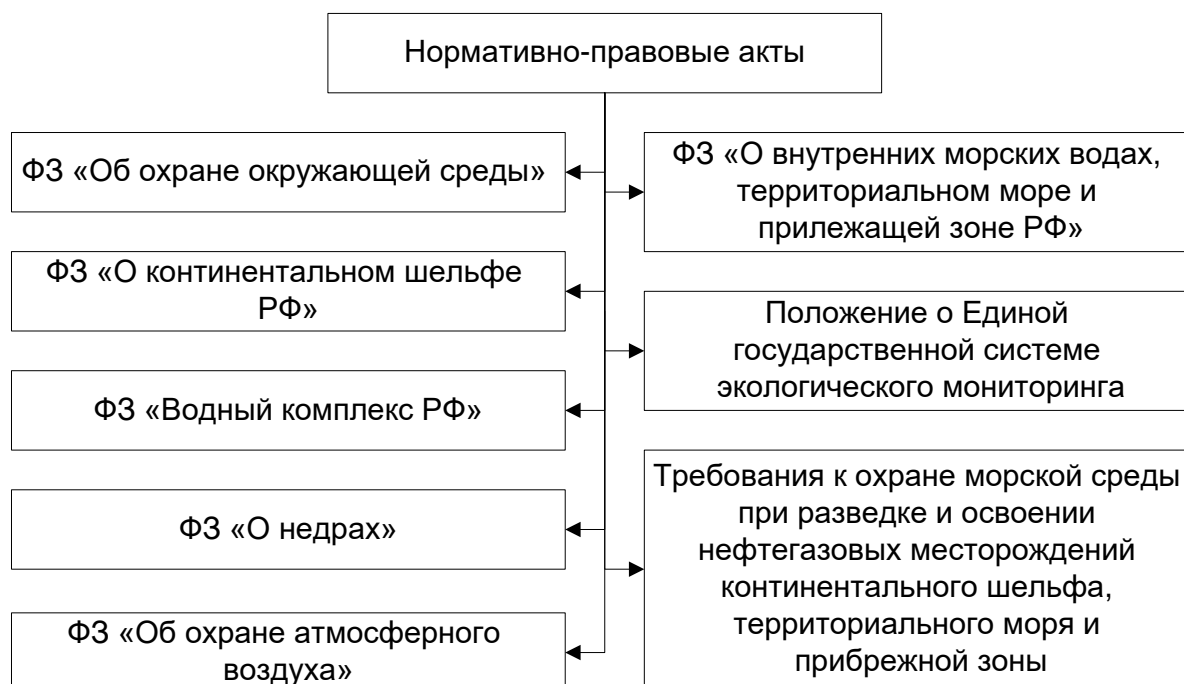 Нормативно-правовые акты
ФЗ «Об охране окружающей среды»
ФЗ «О континентальном шельфе
РФ»
ФЗ «Водный комплекс РФ»
ФЗ «О недрах»
ФЗ «Об охране атмосферного
воздуха»
ФЗ «О внутренних морских водах,
территориальном море и
прилежащей зоне РФ»
Положение о Единой
государственной системе
экологического мониторинга
Требования к охране морской среды
при разведке и освоении
нефтегазовых месторождений
континентального шельфа,
территориального моря и
прибрежной зоны